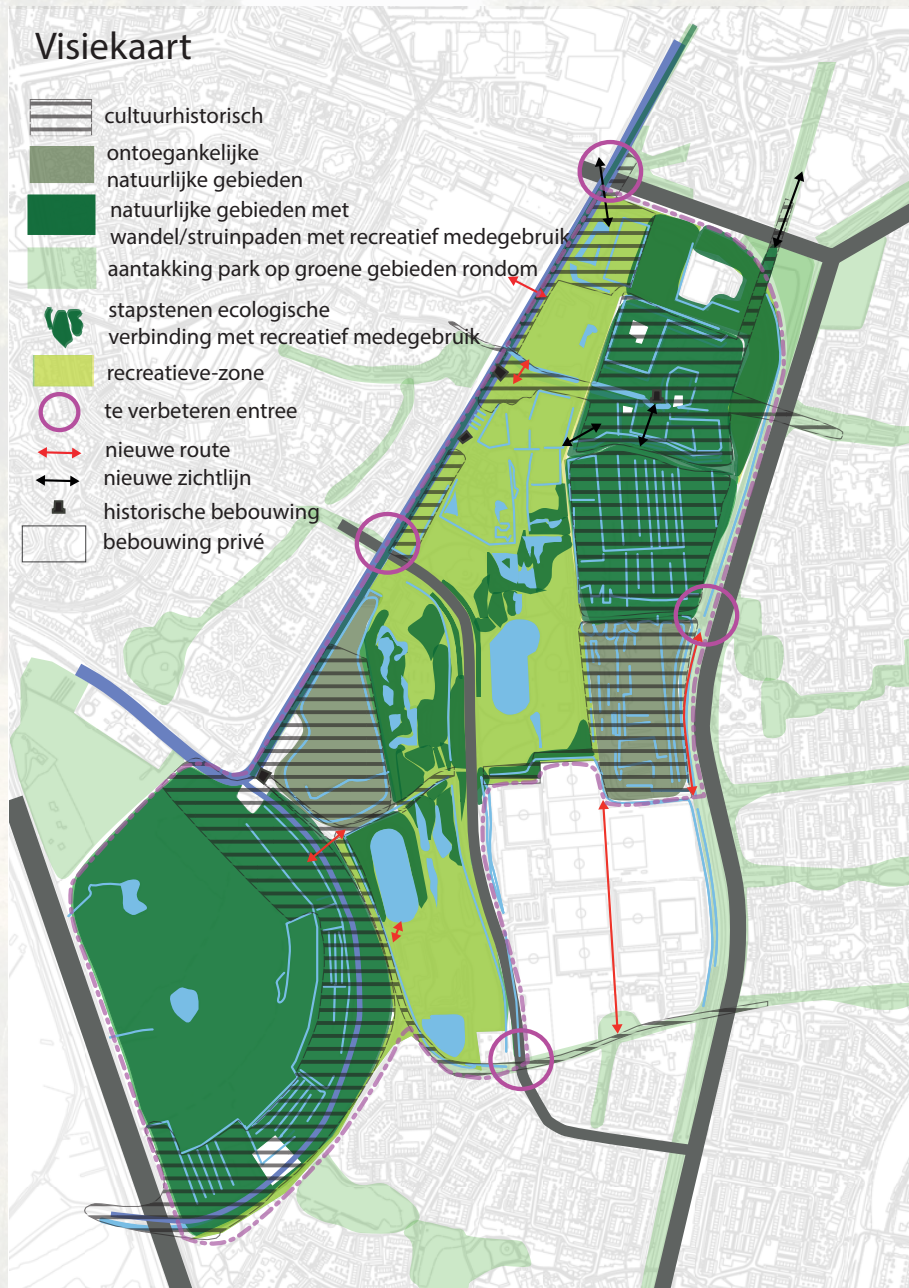 Visiekaart
cultuurhistorisch
ontoegankelijke
natuurlijke gebieden
natuurlijke gebieden met
wandel/struinpaden met recreatief medegebruik
aantakking park op groene gebieden rondom
stapstenen ecologische
verbinding met recreatief medegebruik
recreatieve-zone
te verbeteren entree
nieuwe route
nieuwe zichtlijn
historische bebouwing
bebouwing privé